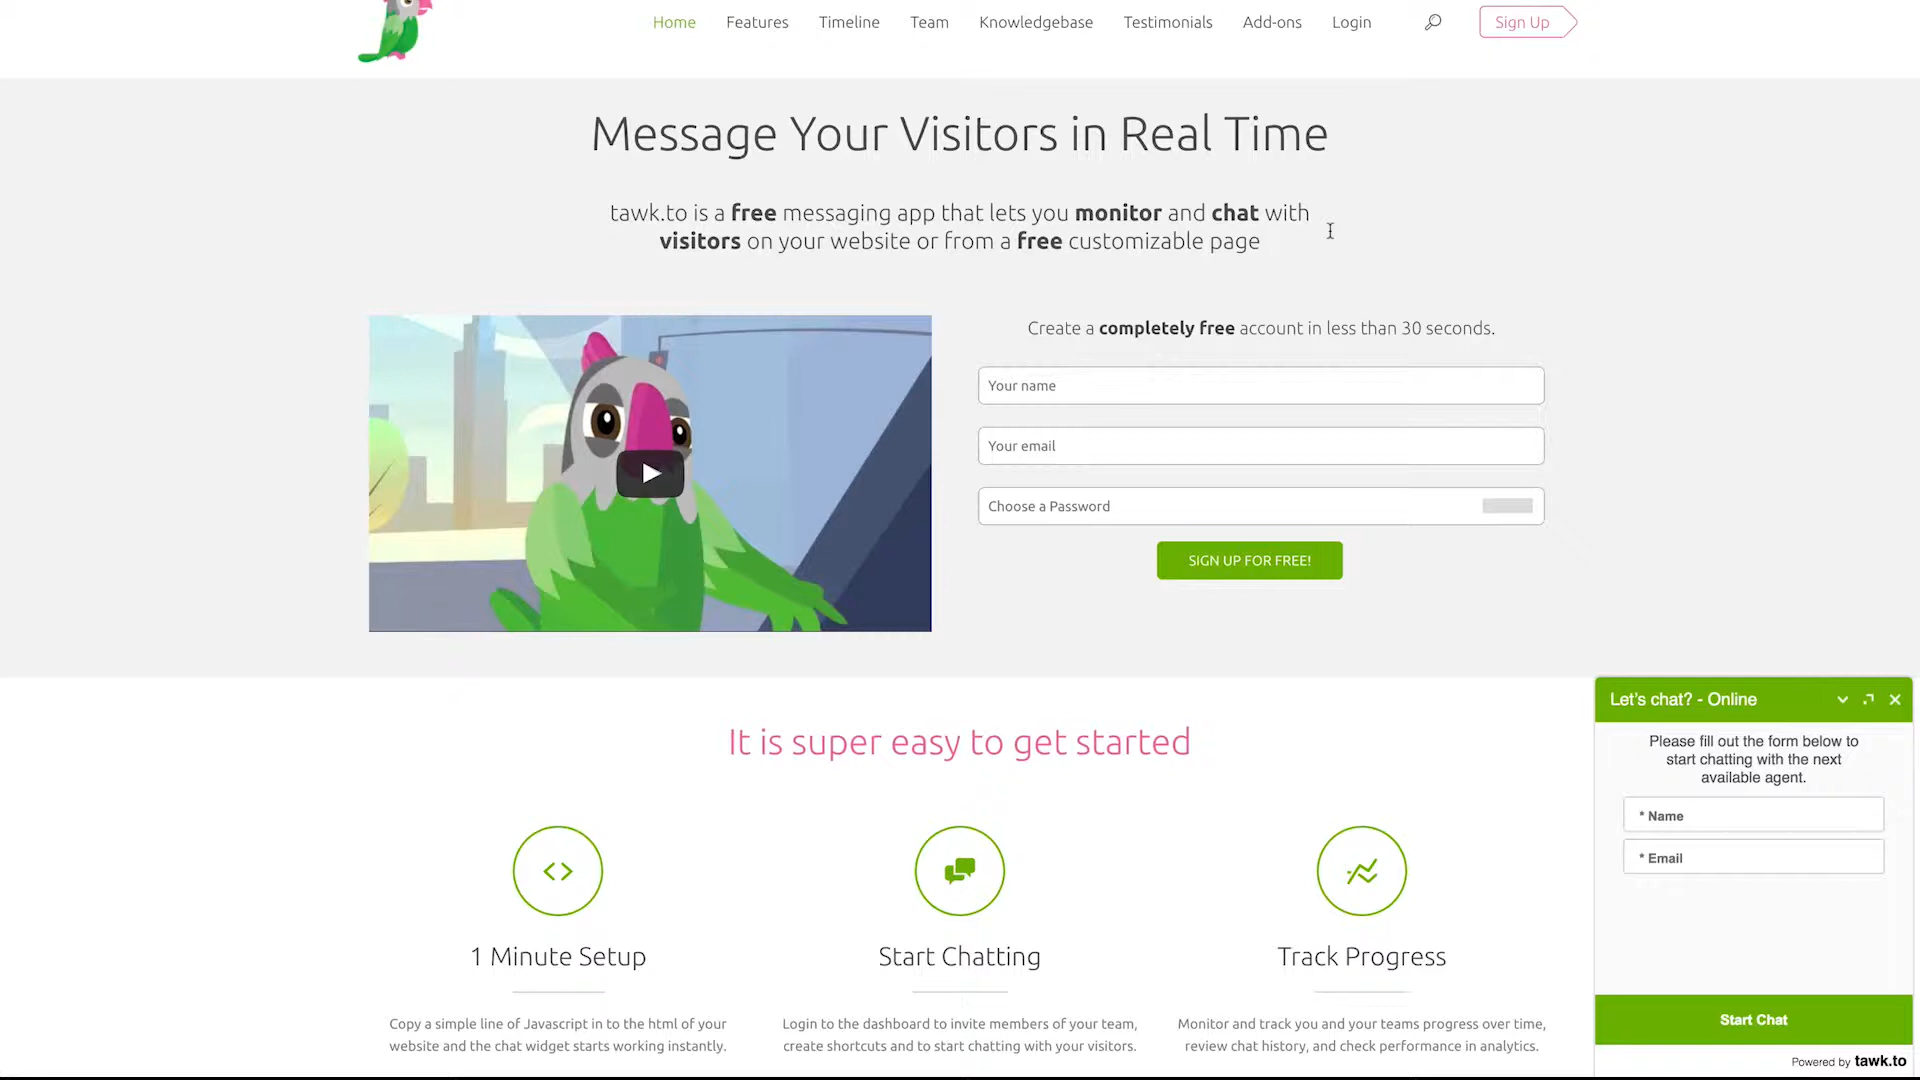 Home Features Timeline Team Knowledgebase Testimonials Add-ons Login Sign Up
Message Your Visitors in Real Time
tawk.to is a free messaging app that lets you monitor and chat with
visitors on your website or from a free customizable page
Create a completely free account in less than 30 seconds.
Your name
Your email
Choose a Password
SIGN UP FOR FREE!
It is super easy to get started
1 Minute Setup
Copy a simple line of Javascript in to the html of your
website and the chat widget starts working instantly.
Start Chatting
Login to the dashboard to invite members of your team,
create shortcuts and to start chatting with your visitors.
Track Progress
Monitor and track you and your teams progress over time,
review chat history, and check performance in analytics.
Let's chat? - Online
Please fill out the form below to
start chatting with the next
available agent.
* Name
* Email
Start Chat
Powered by tawk.to